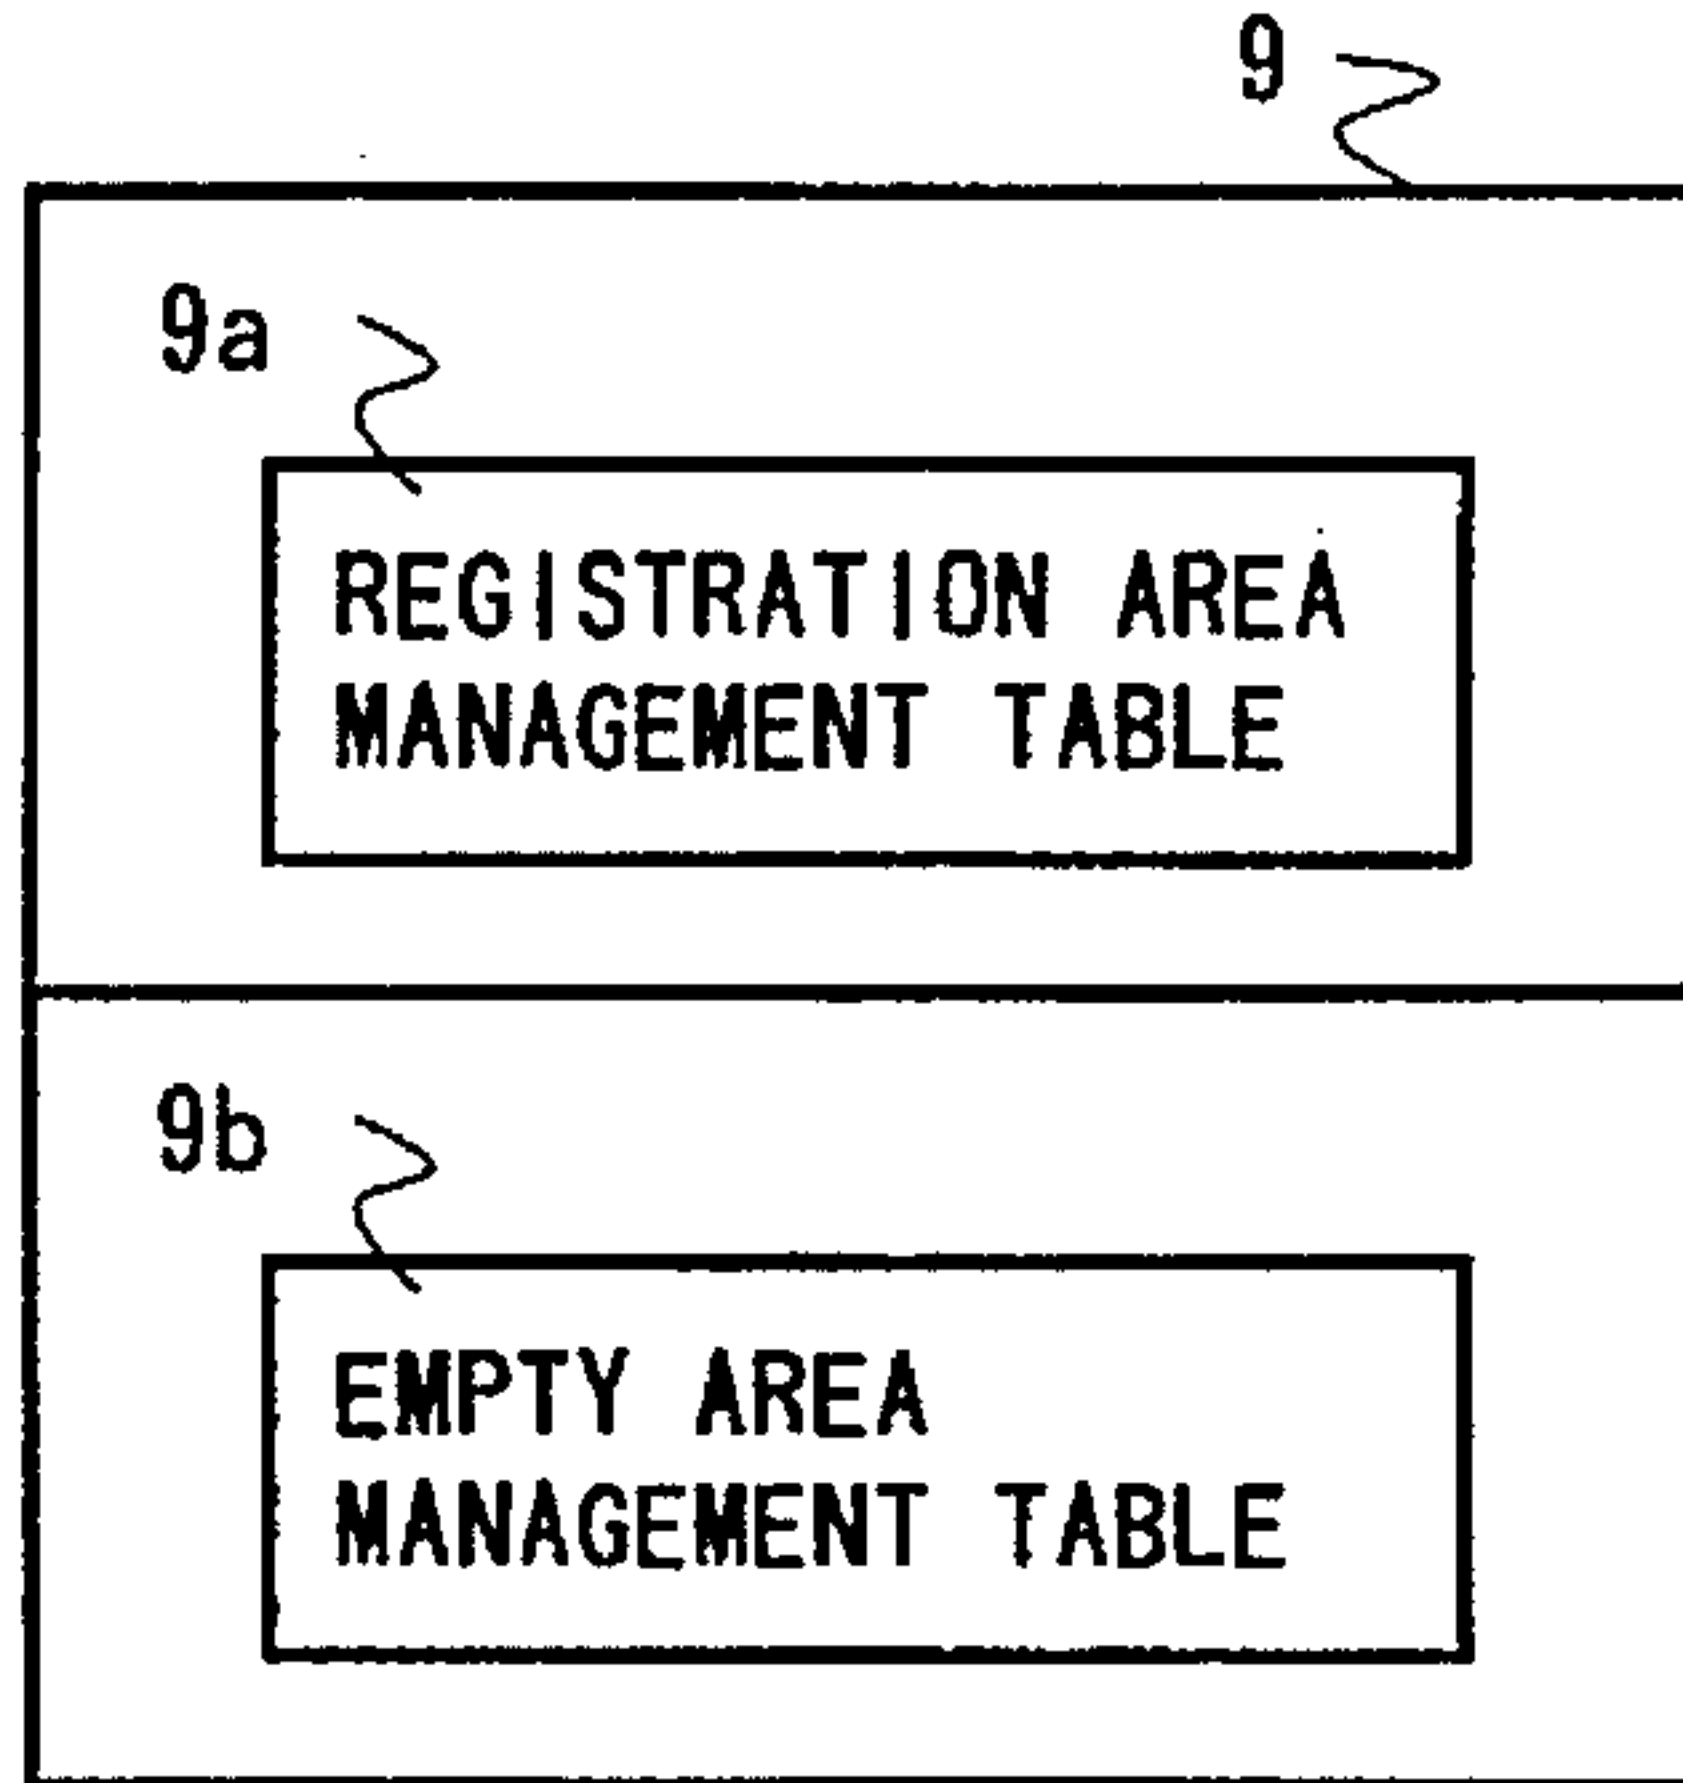 9
9a
REGISTRATION AREA
MANAGEMENT TABLE
9b
EMPTY AREA
MANAGEMENT TABLE